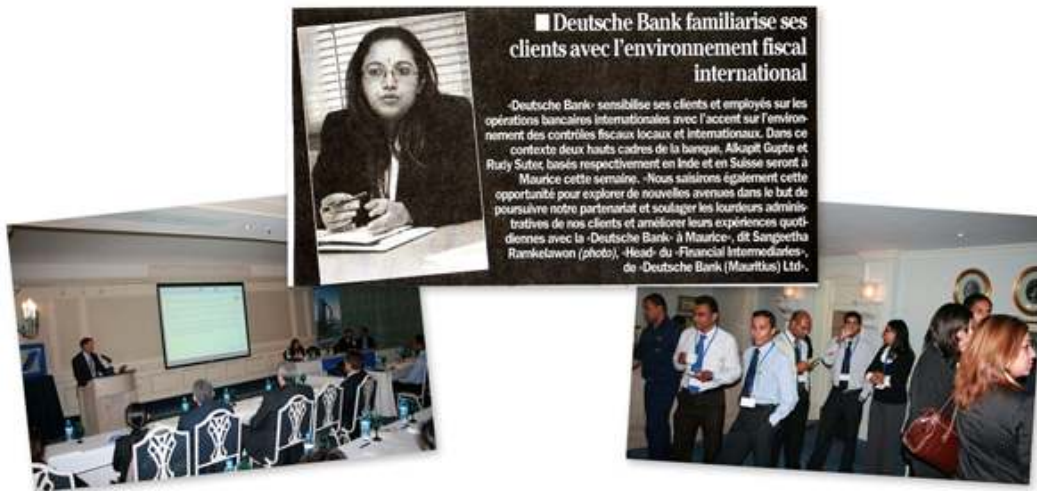 ■ Deutsche Bank familiarise ses
clients avec l'environnement fiscal
international
«Deutsche Bank» sensibilise ses clients et employés sur les
opérations bancaires internationales avec l'accent sur l'environ-
nement des contrôles fiscaux locaux et internationaux. Dans ce
contexte deux hauts cadres de la banque, Alkapit Gupte et
Rudy Suter, basés respectivement en Inde et en Suisse seront à
Maurice cette semaine. «Nous saisirons également cette
opportunité pour explorer de nouvelles avenues dans le but de
poursuivre notre partenariat et soulager les lourdeurs adminis-
tratives de nos clients et améliorer leurs expériences quoti-
diennes avec la «Deutsche Bank» à Maurice», dit Sangeetha
Ramkelawon (photo), «Head» du «Financial Intermediaries»,
de «Deutsche Bank (Mauritius) Ltd».